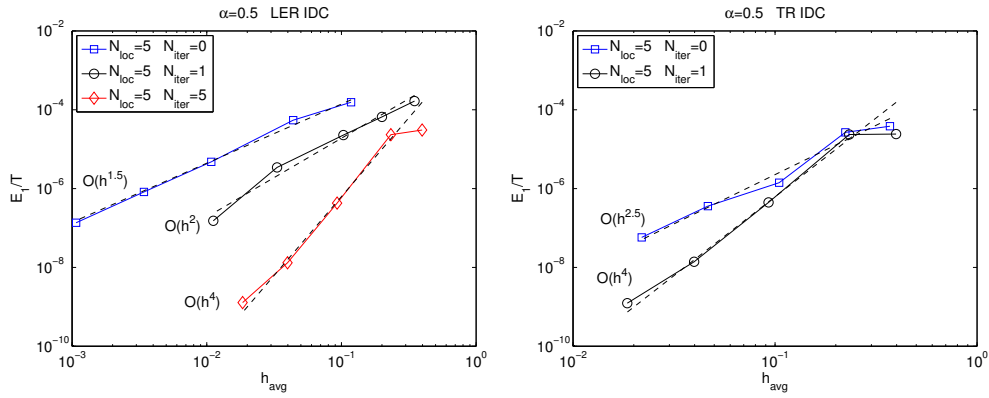 α=0.5 LER IDC
N_loc=5 N_iter=0
N_loc=5 N_iter=1
N_loc=5 N_iter=5
O(h^1.5)
O(h^2)
O(h^4)
E_1/T
10^-2
10^-4
10^-6
10^-8
10^-10
10^-3
10^-2
10^-1
10^0
h_avg
α=0.5 TR IDC
N_loc=5 N_iter=0
N_loc=5 N_iter=1
O(h^2.5)
O(h^4)
E_1/T
10^-2
10^-4
10^-6
10^-8
10^-10
10^-2
10^-1
10^0
h_avg